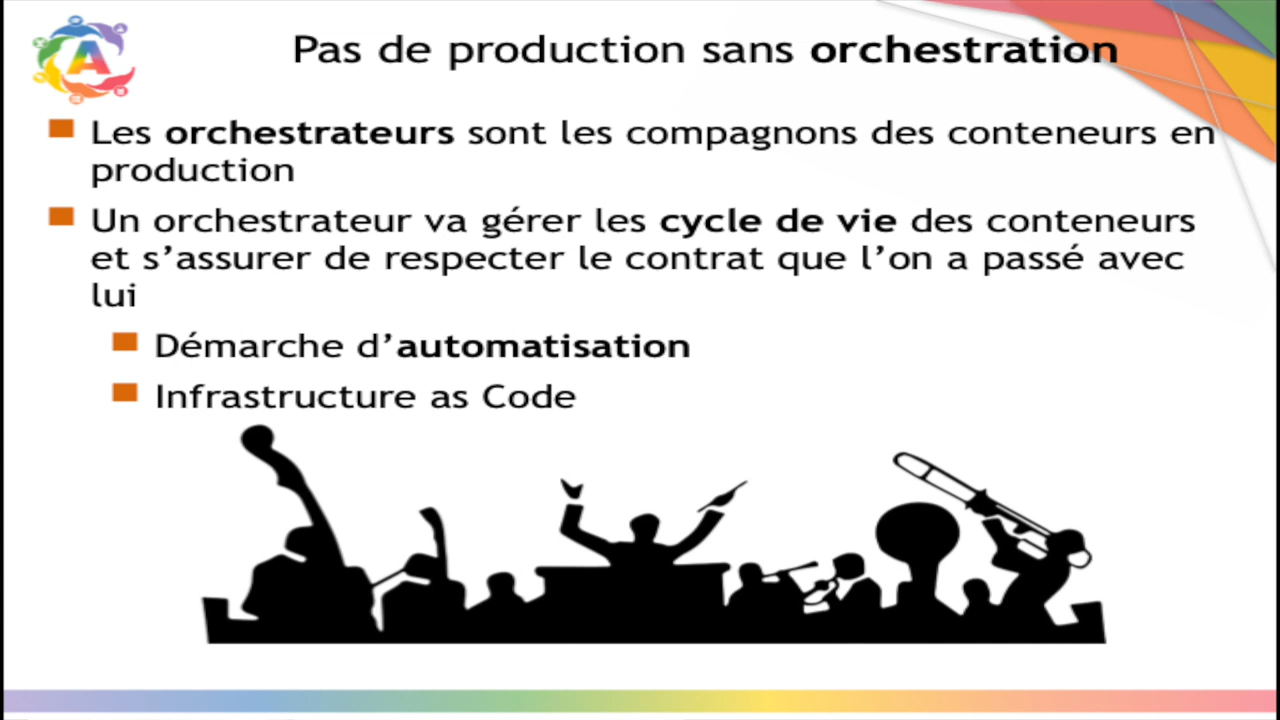 A
Pas de production sans orchestration
Les orchestrateurs sont les compagnons des conteneurs en
production
Un orchestrateur va gérer les cycle de vie des conteneurs
et s’assurer de respecter le contrat que l’on a passé avec
lui
Démarche d’automatisation
Infrastructure as Code